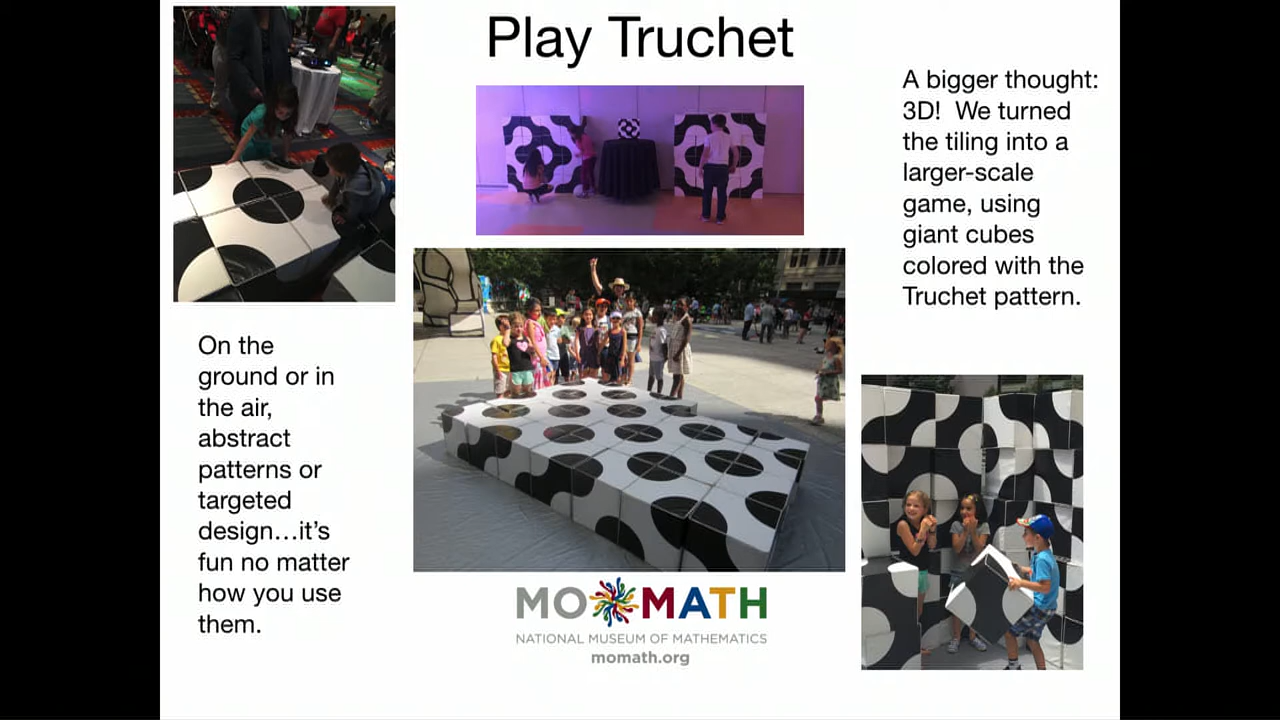 Play Truchet
A bigger thought:
3D!  We turned
the tiling into a
larger-scale
game, using
giant cubes
colored with the
Truchet pattern.
On the
ground or in
the air,
abstract
patterns or
targeted
design…it’s
fun no matter
how you use
them.
MOMATH
NATIONAL MUSEUM OF MATHEMATICS
momath.org